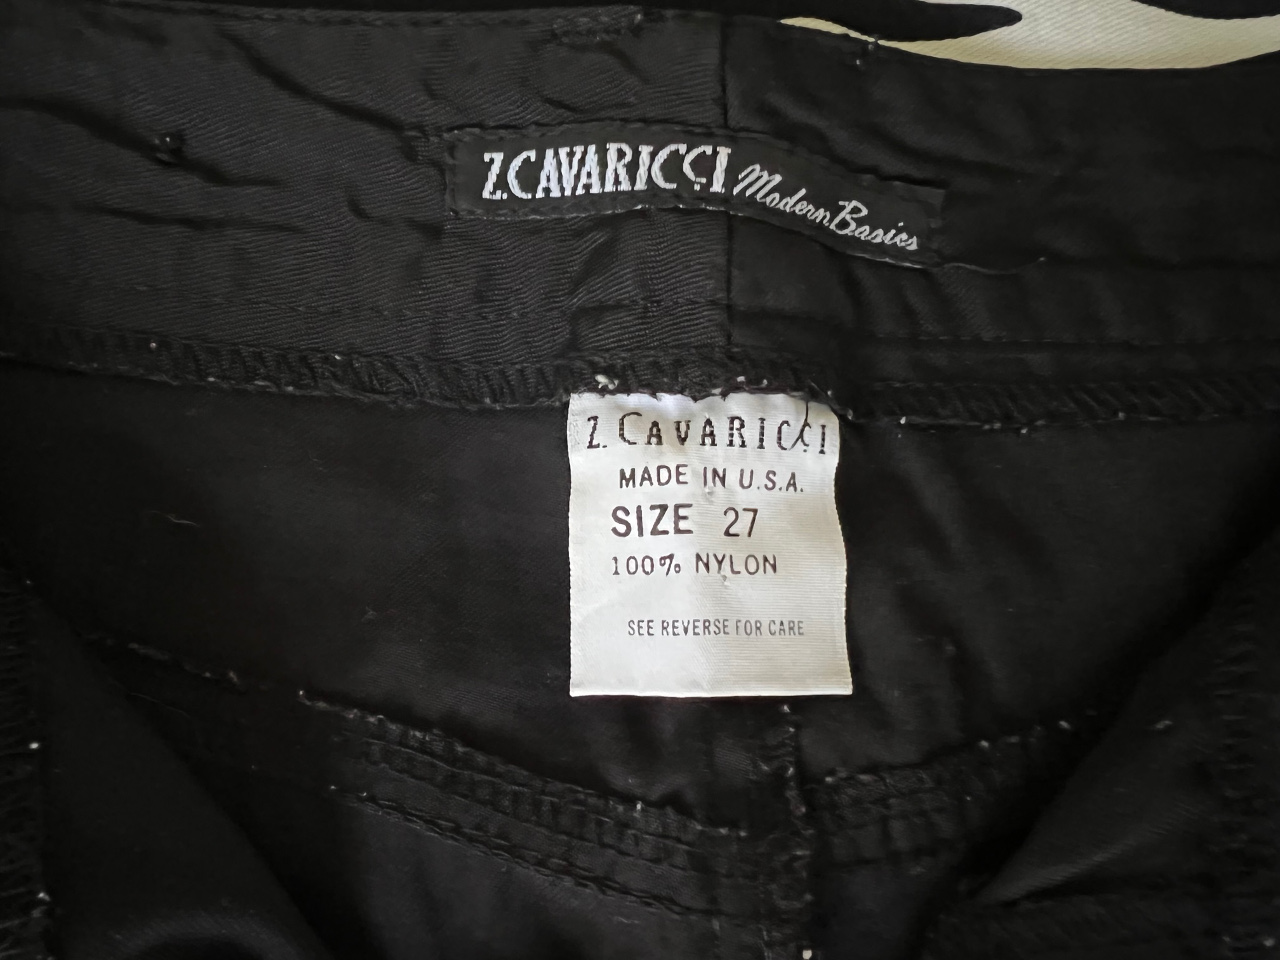 Z.CAVARICCI Modern Basics
Z. CAVARICCI
MADE IN U.S.A.
SIZE 27
100% NYLON
SEE REVERSE FOR CARE